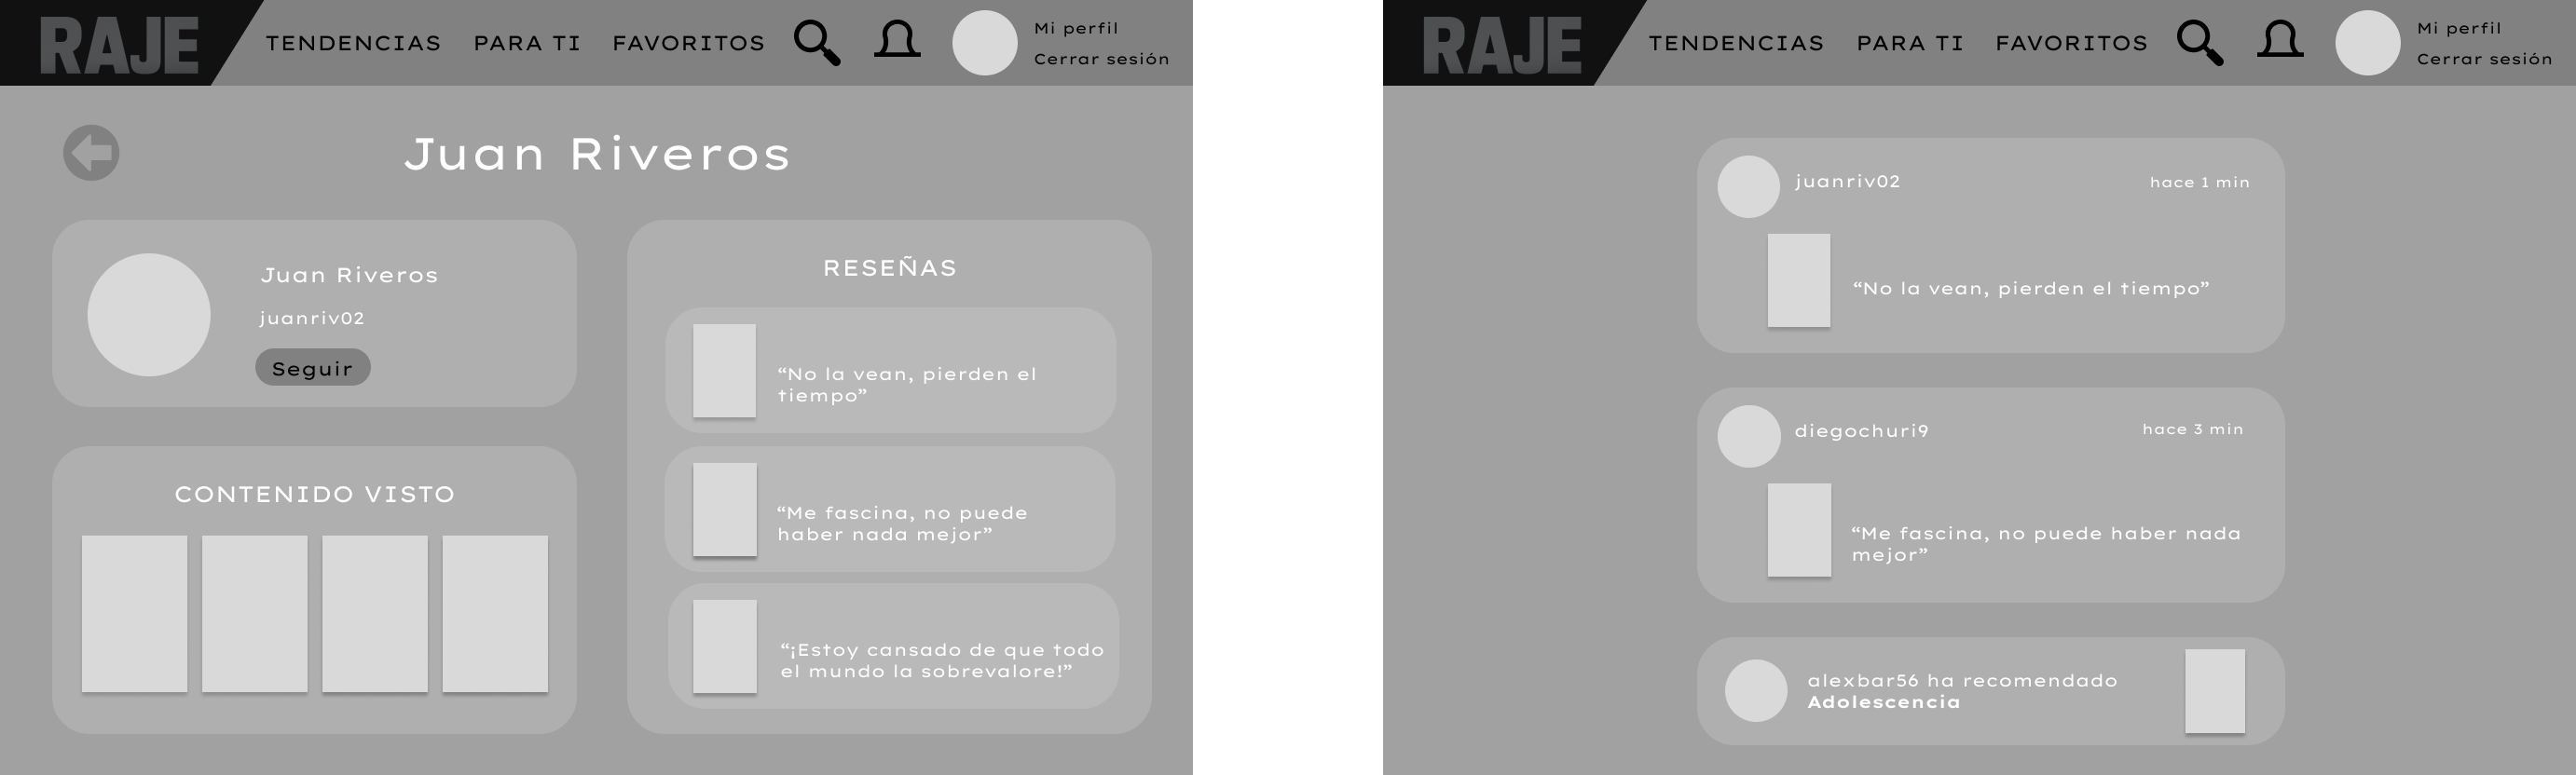 RAJE
TENDENCIAS
PARA TI
FAVORITOS
Mi perfil
Cerrar sesión
Juan Riveros
Juan Riveros
juanriv02
Seguir
CONTENIDO VISTO
RESEÑAS
“No la vean, pierden el
tiempo”
“Me fascina, no puede
haber nada mejor”
“¡Estoy cansado de que todo
el mundo la sobrevalore!”
RAJE
TENDENCIAS
PARA TI
FAVORITOS
Mi perfil
Cerrar sesión
juanriv02
hace 1 min
“No la vean, pierden el tiempo”
diegochuri9
hace 3 min
“Me fascina, no puede haber nada
mejor”
alexbar56 ha recomendado
Adolescencia